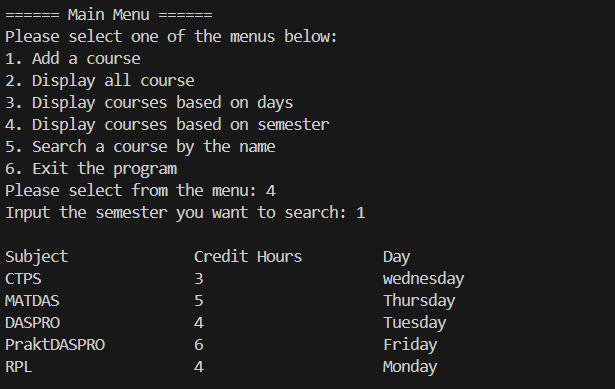 ====== Main Menu ======
Please select one of the menus below:
1. Add a course
2. Display all course
3. Display courses based on days
4. Display courses based on semester
5. Search a course by the name
6. Exit the program
Please select from the menu: 4
Input the semester you want to search: 1
Subject Credit Hours Day
CTPS 3 wednesday
MATDAS 5 Thursday
DASPRO 4 Tuesday
PraktDASPRO 6 Friday
RPL 4 Monday